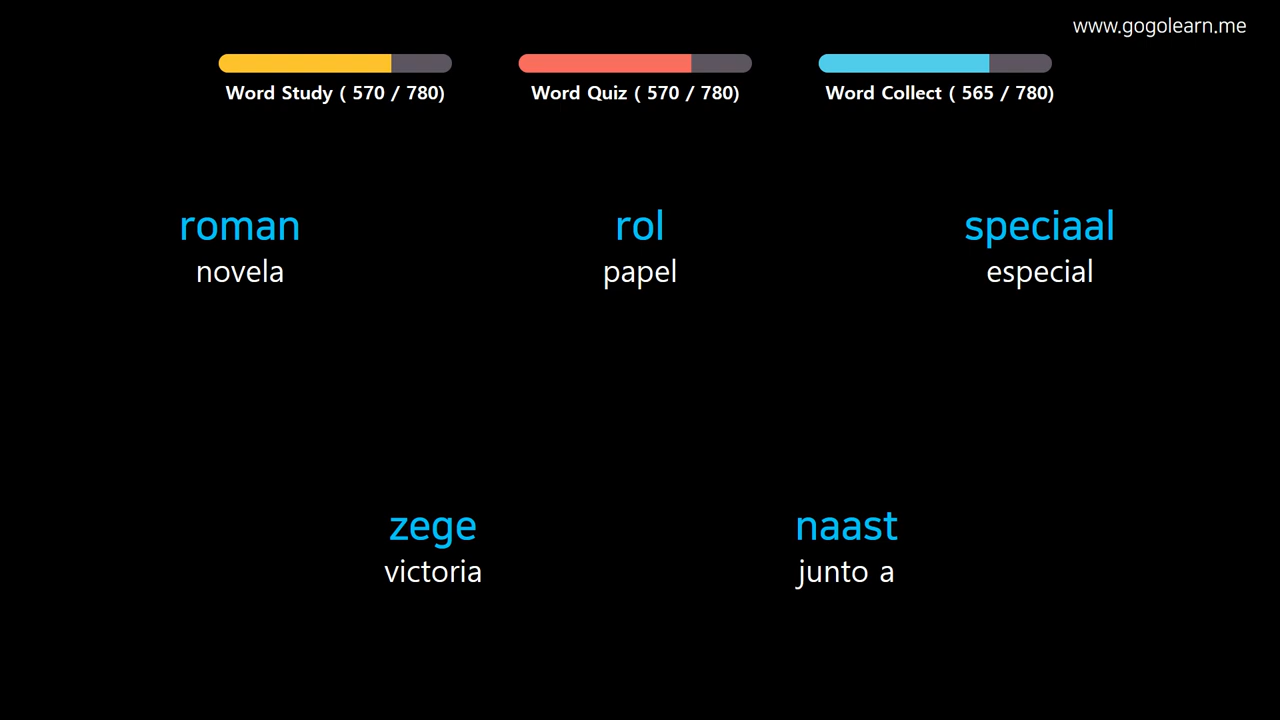 www.gogolearn.me
Word Study ( 570 / 780)
Word Quiz ( 570 / 780)
Word Collect ( 565 / 780)
roman
novela
rol
papel
speciaal
especial
zege
victoria
naast
junto a